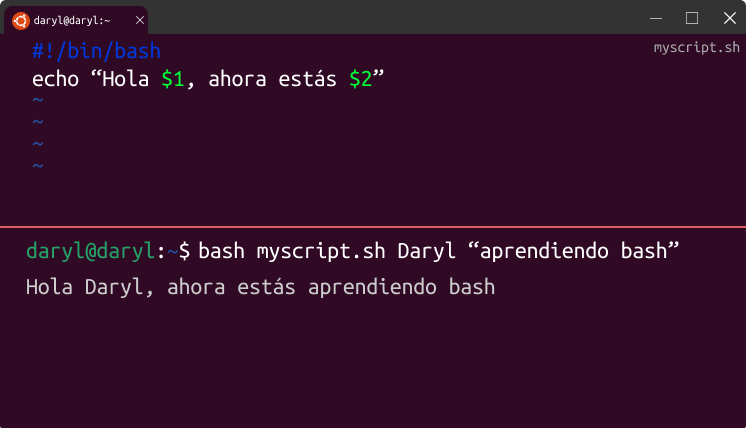 daryl@daryl:~
myscript.sh
#!/bin/bash
echo “Hola $1, ahora estás $2”
~
~
~
~
daryl@daryl:~$ bash myscript.sh Daryl “aprendiendo bash”
Hola Daryl, ahora estás aprendiendo bash